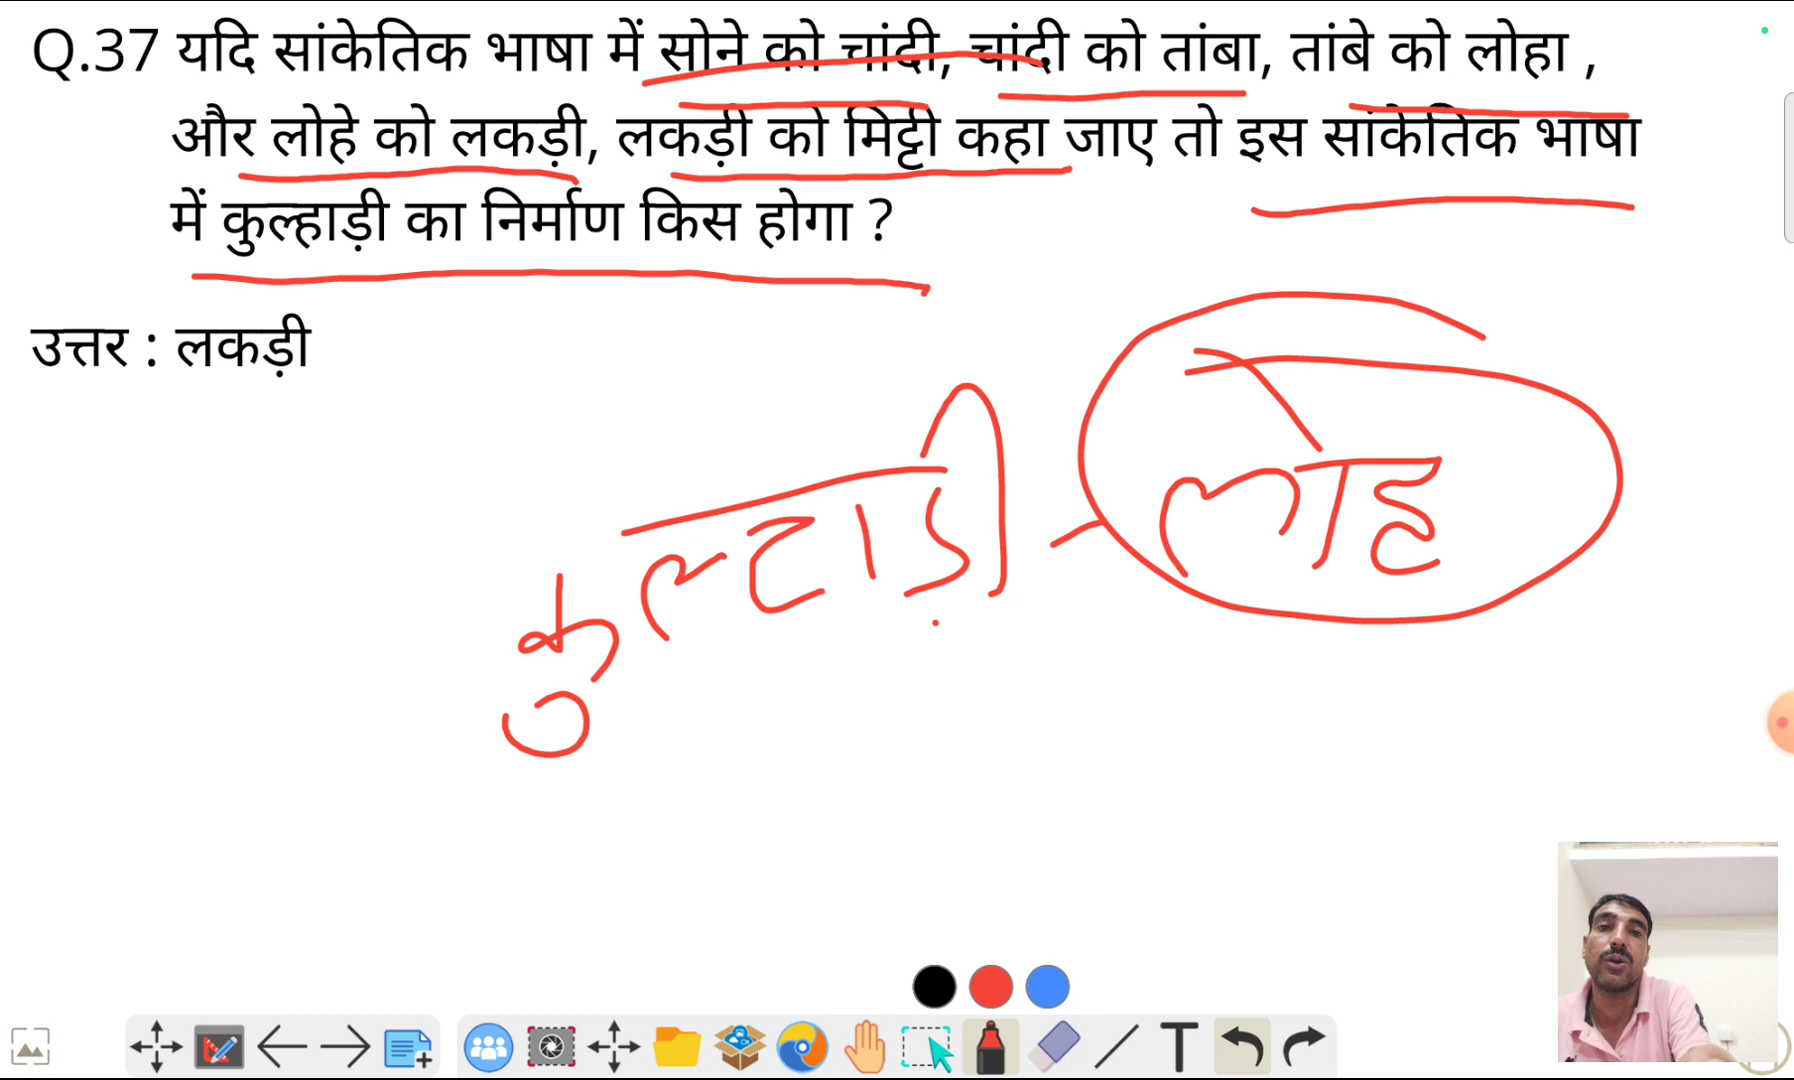 Q.37 यदि सांकेतिक भाषा में सोने को चांदी, चांदी को तांबा, तांबे को लोहा ,
और लोहे को लकड़ी, लकड़ी को मिट्टी कहा जाए तो इस सांकेतिक भाषा
में कुल्हाड़ी का निर्माण किस होगा ?
उत्तर : लकड़ी
कुल्हाड़ी - लोहे
T